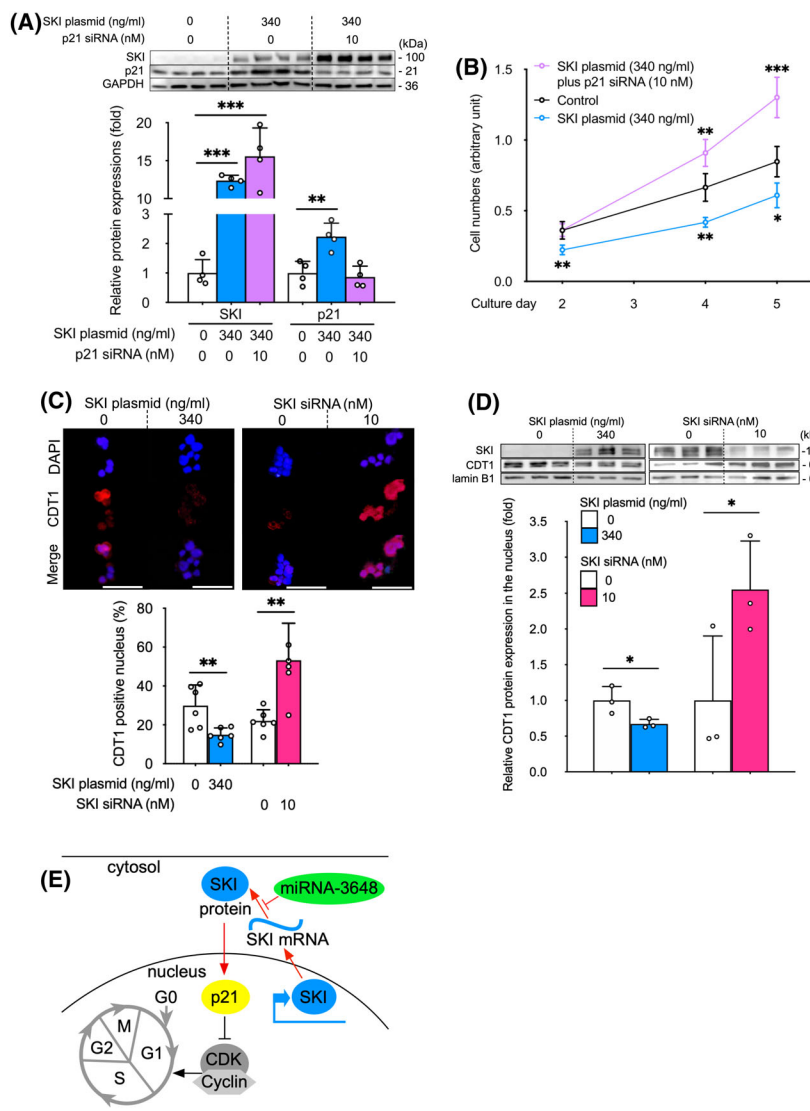 (A)
SKI plasmid (ng/ml) 0 340 340
p21 siRNA (nM) 0 0 10
(kDa)
SKI - 100
p21 - 21
GAPDH - 36
Relative protein expressions (fold)
20
15
10
3
2
1
0
***
***
**
SKI p21
SKI plasmid (ng/ml) 0 340 340 0 340 340
p21 siRNA (nM) 0 0 10 0 0 10
(B)
SKI plasmid (340 ng/ml)
plus p21 siRNA (10 nM)
Control
SKI plasmid (340 ng/ml)
Cell numbers (arbitrary unit)
1.5
1.0
0.5
0.0
***
**
**
**
*
Culture day 2 3 4 5
(C)
SKI plasmid (ng/ml) SKI siRNA (nM)
0 340 0 10
DAPI
CDT1
Merge
CDT1 positive nucleus (%)
80
60
40
20
0
**
**
SKI plasmid (ng/ml) 0 340
SKI siRNA (nM) 0 10
(D)
SKI plasmid (ng/ml) SKI siRNA (nM)
0 340 0 10
SKI
CDT1
lamin B1
Relative CDT1 protein expression in the nucleus (fold)
3.5
3.0
2.5
2.0
1.5
1.0
0.5
0.0
SKI plasmid (ng/ml)
0
340
SKI siRNA (nM)
0
10
*
*
(E)
cytosol
SKI
protein
miRNA-3648
SKI mRNA
nucleus
G0
p21
SKI
M
G2
G1
S
CDK
Cyclin